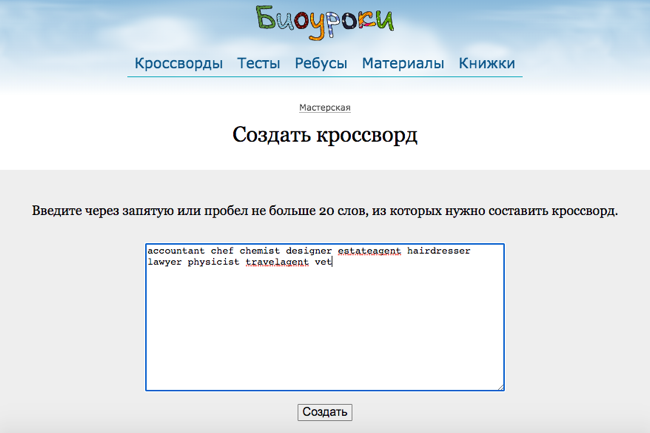 Биоуроки
Кроссворды Тесты Ребусы Материалы Книжки
Мастерская
Создать кроссворд
Введите через запятую или пробел не больше 20 слов, из которых нужно составить кроссворд.
accountant chef chemist designer estateagent hairdresser
lawyer physicist travelagent vet
Создать